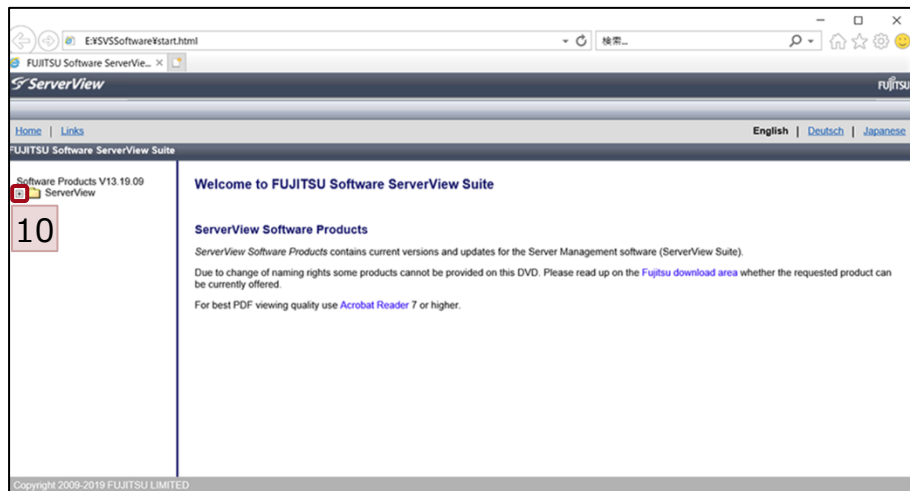 E:¥SVSSoftware¥start.html
検索...
FUJITSU Software ServerVie...
ServerView
FUJITSU
Home | Links
English | Deutsch | Japanese
FUJITSU Software ServerView Suite
Software Products V13.19.09
ServerView
10
Welcome to FUJITSU Software ServerView Suite
ServerView Software Products
ServerView Software Products contains current versions and updates for the Server Management software (ServerView Suite).
Due to change of naming rights some products cannot be provided on this DVD. Please read up on the Fujitsu download area whether the requested product can
be currently offered.
For best PDF viewing quality use Acrobat Reader 7 or higher.
Copyright 2009-2019 FUJITSU LIMITED